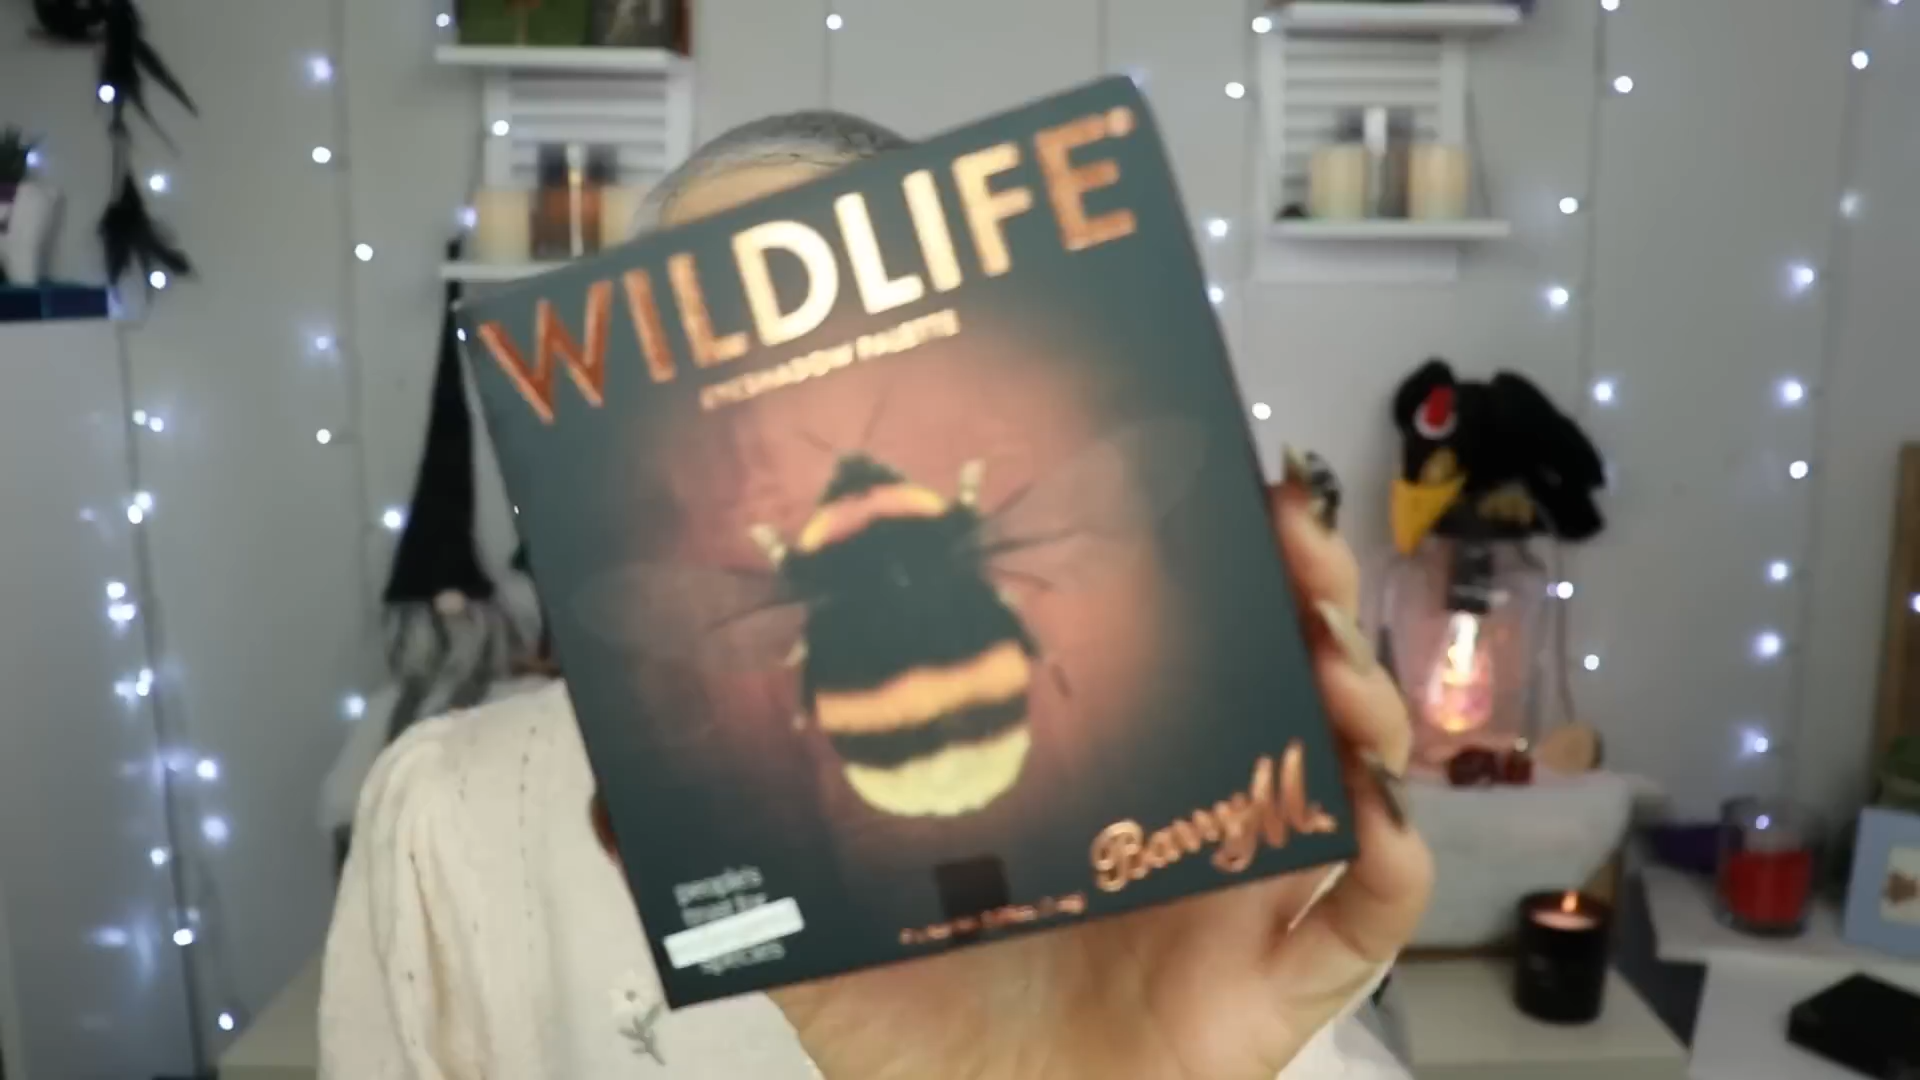 WILDLIFE
EYESHADOW PALETTE
Barry M.
people's
trust for
species